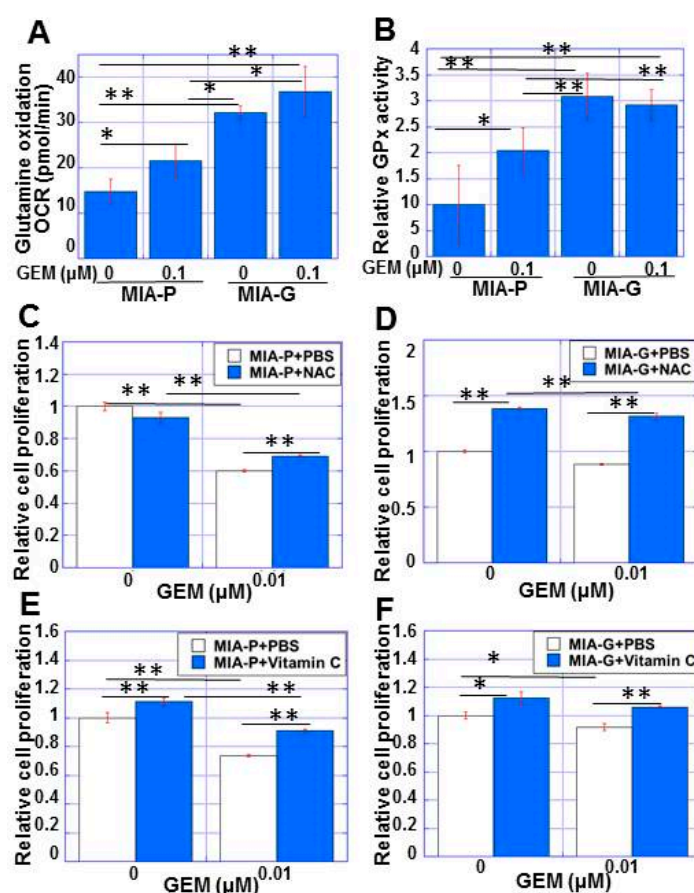 A
Glutamine oxidation
OCR (pmol/min)
40
30
20
10
0
**
*
**
*
*
GEM (μM)
0
0.1
0
0.1
MIA-P
MIA-G
B
Relative GPx activity
4
3.5
3
2.5
2
1.5
10
5
0
**
**
**
**
*
GEM (μM)
0
0.1
0
0.1
MIA-P
MIA-G
C
Relative cell proliferation
1.4
1.2
1
0.8
0.6
0.4
0.2
0
MIA-P+PBS
MIA-P+NAC
**
**
**
0
0.01
GEM (μM)
D
Relative cell proliferation
2
1.5
1
0.5
0
MIA-G+PBS
MIA-G+NAC
**
**
**
0
0.01
GEM (μM)
E
Relative cell proliferation
1.6
1.4
1.2
1
0.8
0.6
0.4
0.2
0
MIA-P+PBS
MIA-P+Vitamin C
**
**
**
**
0
0.01
GEM (μM)
F
Relative cell proliferation
1.6
1.4
1.2
1
0.8
0.6
0.4
0.2
0
MIA-G+PBS
MIA-G+Vitamin C
*
*
**
0
0.01
GEM (μM)